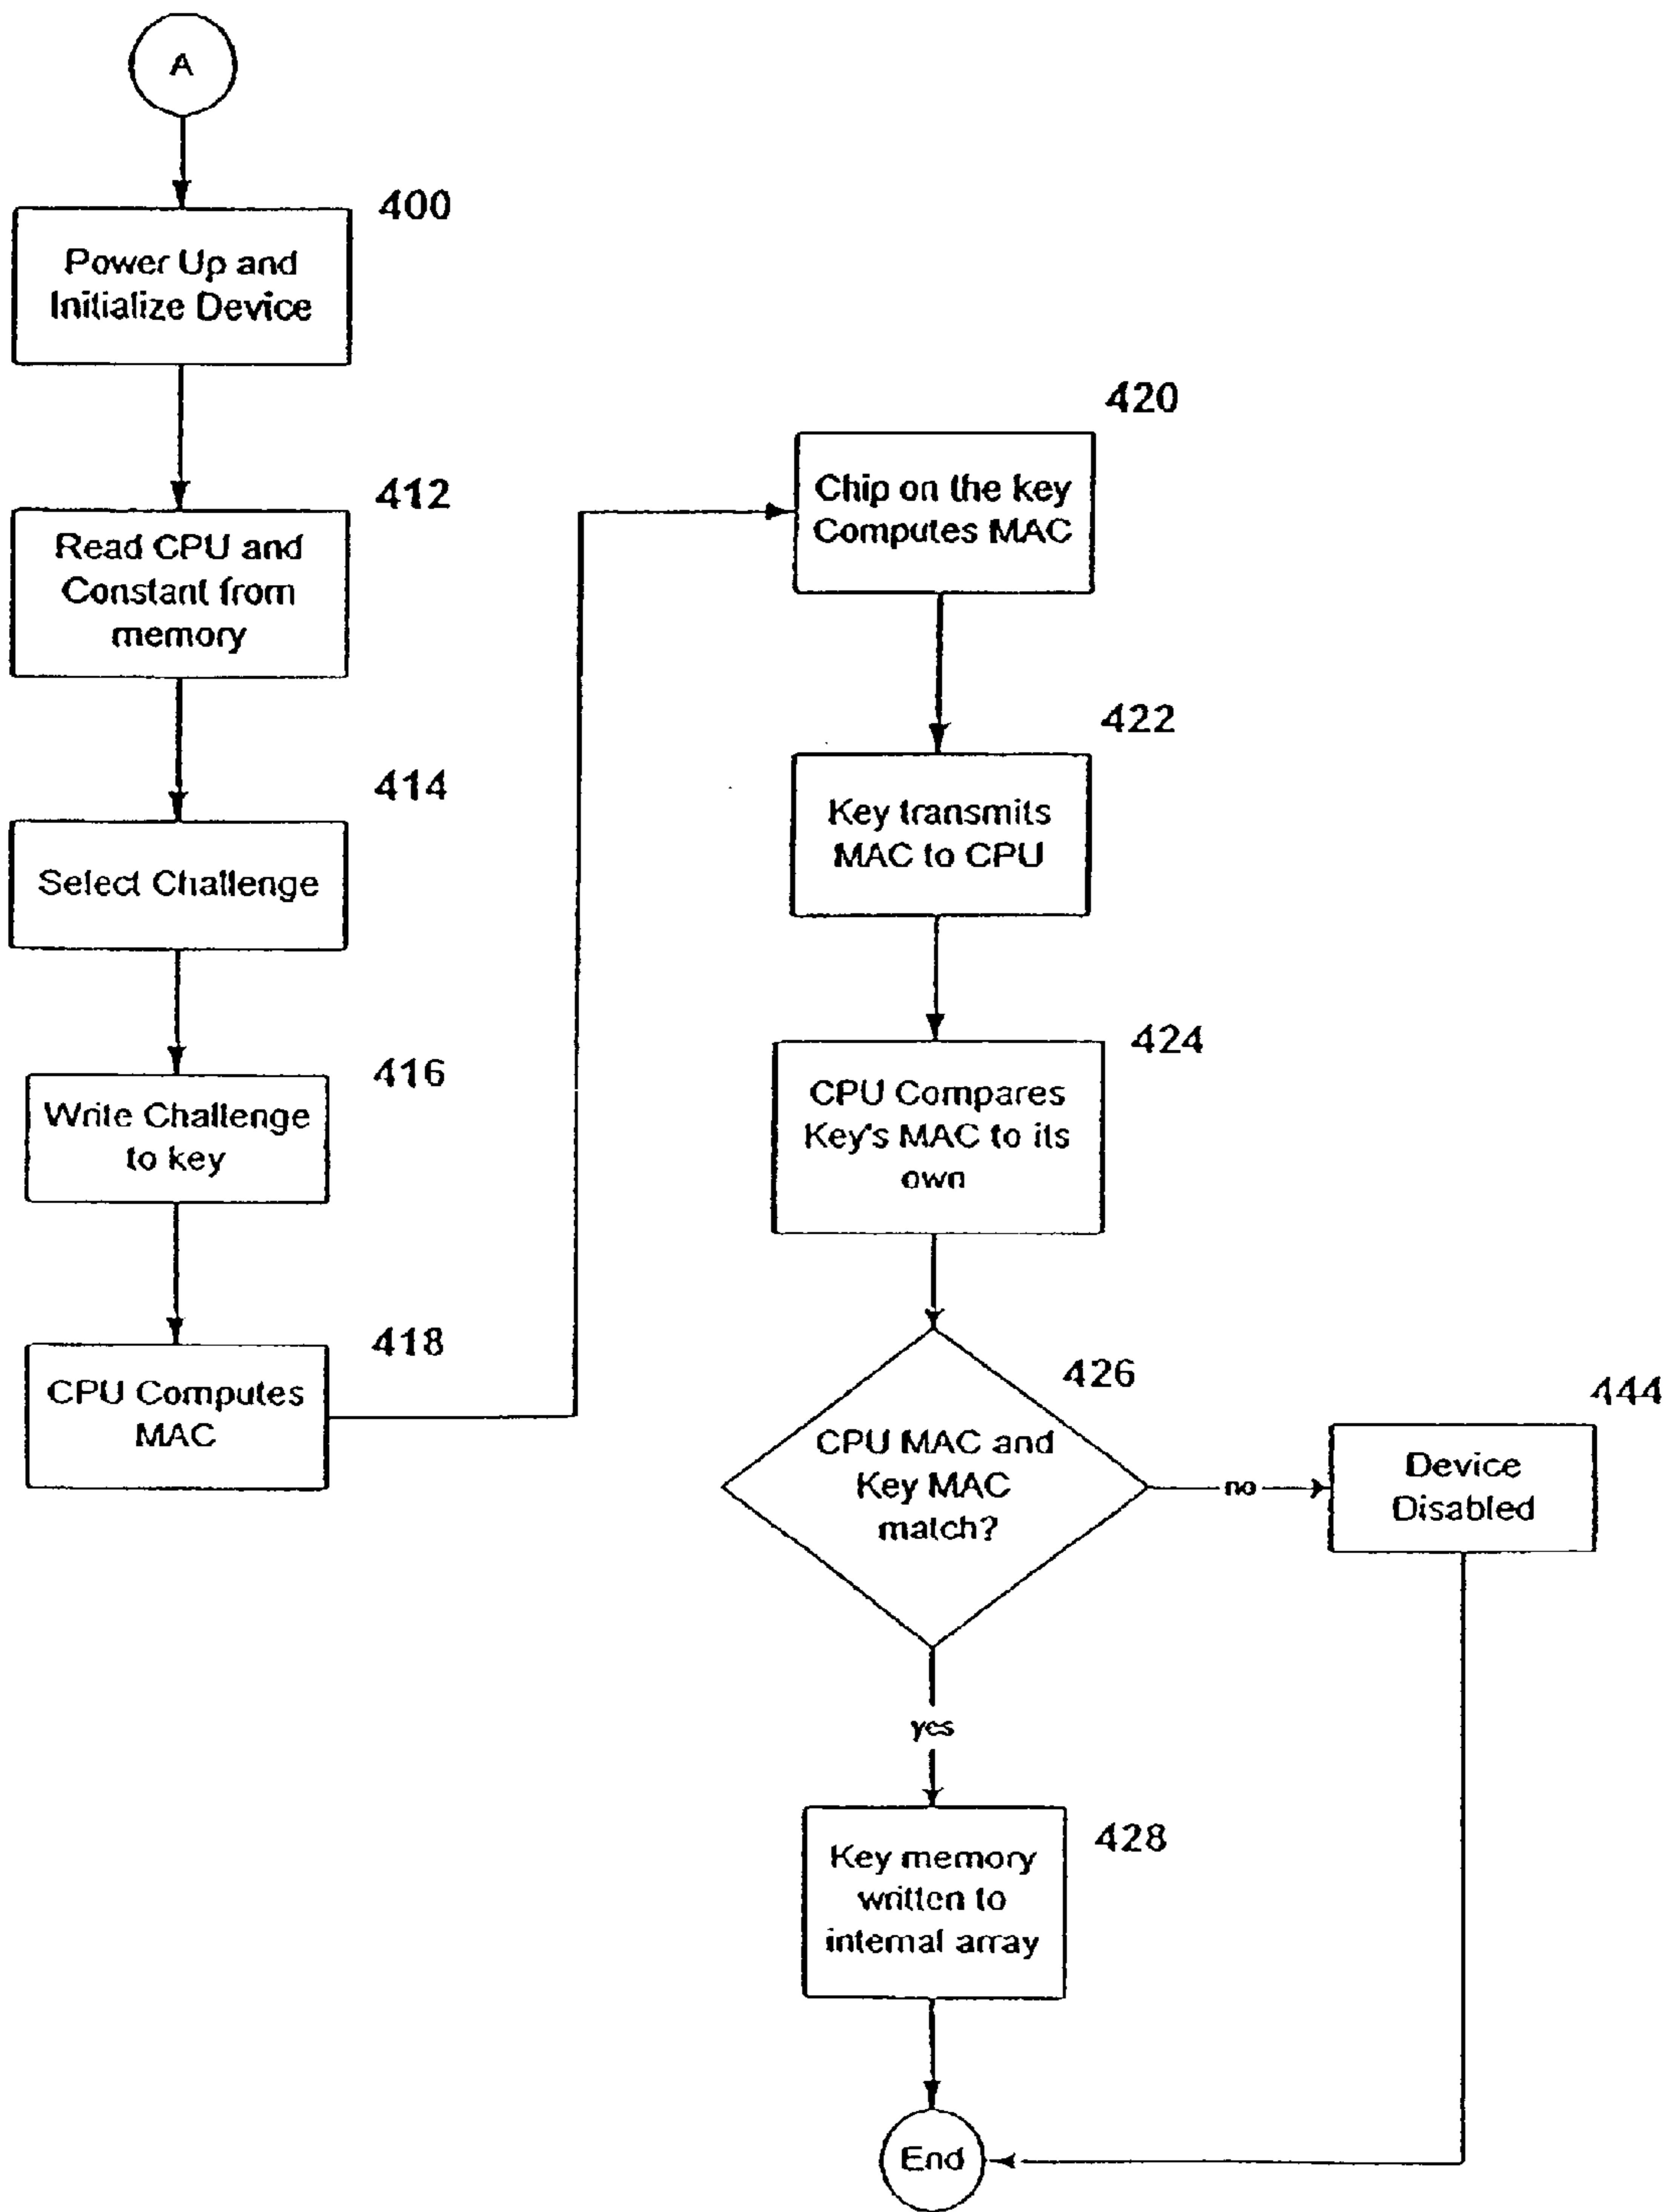 A
400
Power Up and
Initialize Device
412
Read CPU and
Constant from
memory
414
Select Challenge
416
Write Challenge
to key
418
CPU Computes
MAC
420
Chip on the key
Computes MAC
422
Key transmits
MAC to CPU
424
CPU Compares
Key's MAC to its
own
426
CPU MAC and
Key MAC
match?
no
444
Device
Disabled
yes
428
Key memory
written to
internal array
End